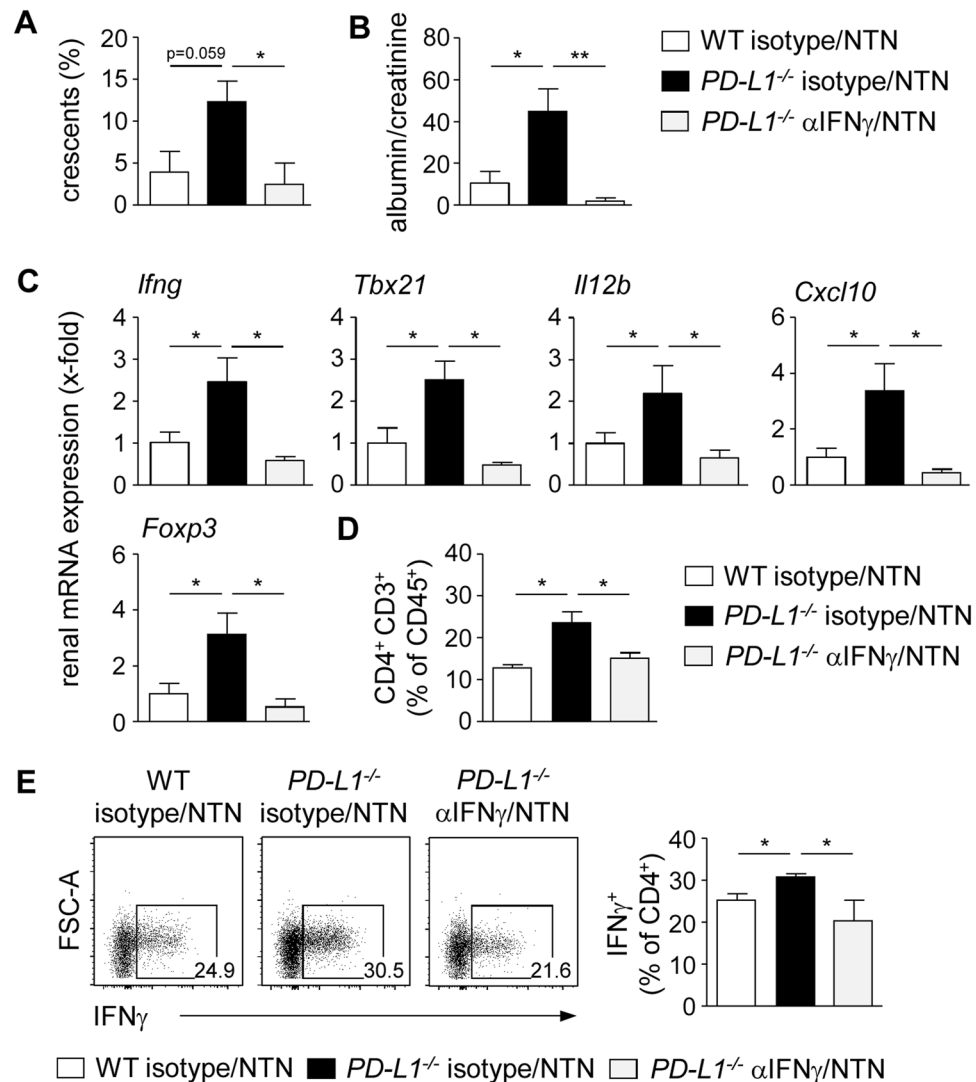 A
crescents (%)
20
15
10
5
0
p=0.059
*
B
albumin/creatinine
80
60
40
20
0
*
**
WT isotype/NTN
PD-L1-/- isotype/NTN
PD-L1-/- αIFNγ/NTN
C
renal mRNA expression (x-fold)
Ifng
4
3
2
1
0
*
*
Tbx21
4
3
2
1
0
*
*
Il12b
4
3
2
1
0
*
*
Cxcl10
6
4
2
0
*
*
Foxp3
6
4
2
0
*
*
D
CD4+ CD3+
(% of CD45+)
40
30
20
10
0
*
*
WT isotype/NTN
PD-L1-/- isotype/NTN
PD-L1-/- αIFNγ/NTN
E
WT
isotype/NTN
PD-L1-/-
isotype/NTN
PD-L1-/-
αIFNγ/NTN
FSC-A
24.9
30.5
21.6
IFNγ
IFNγ+
(% of CD4+)
40
30
20
10
0
*
*
WT isotype/NTN
PD-L1-/- isotype/NTN
PD-L1-/- αIFNγ/NTN